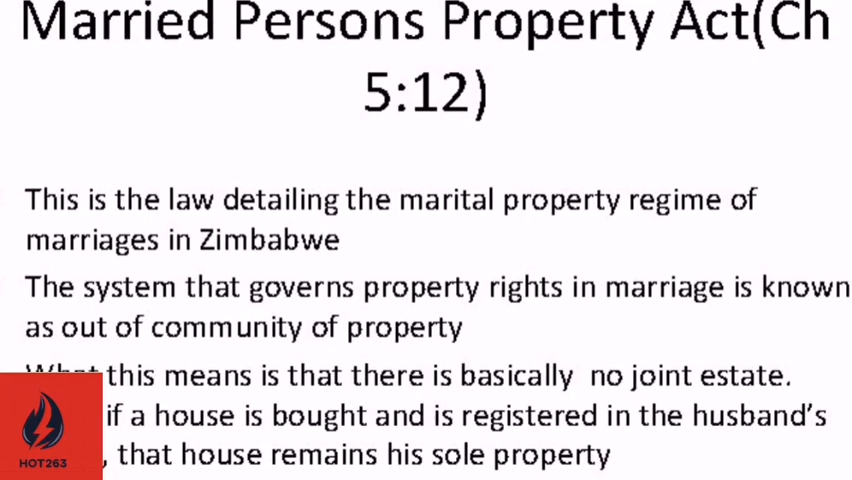 Married Persons Property Act(Ch
5:12)
This is the law detailing the marital property regime of
marriages in Zimbabwe
The system that governs property rights in marriage is known
as out of community of property
What this means is that there is basically no joint estate.
if a house is bought and is registered in the husband's
, that house remains his sole property
HOT263